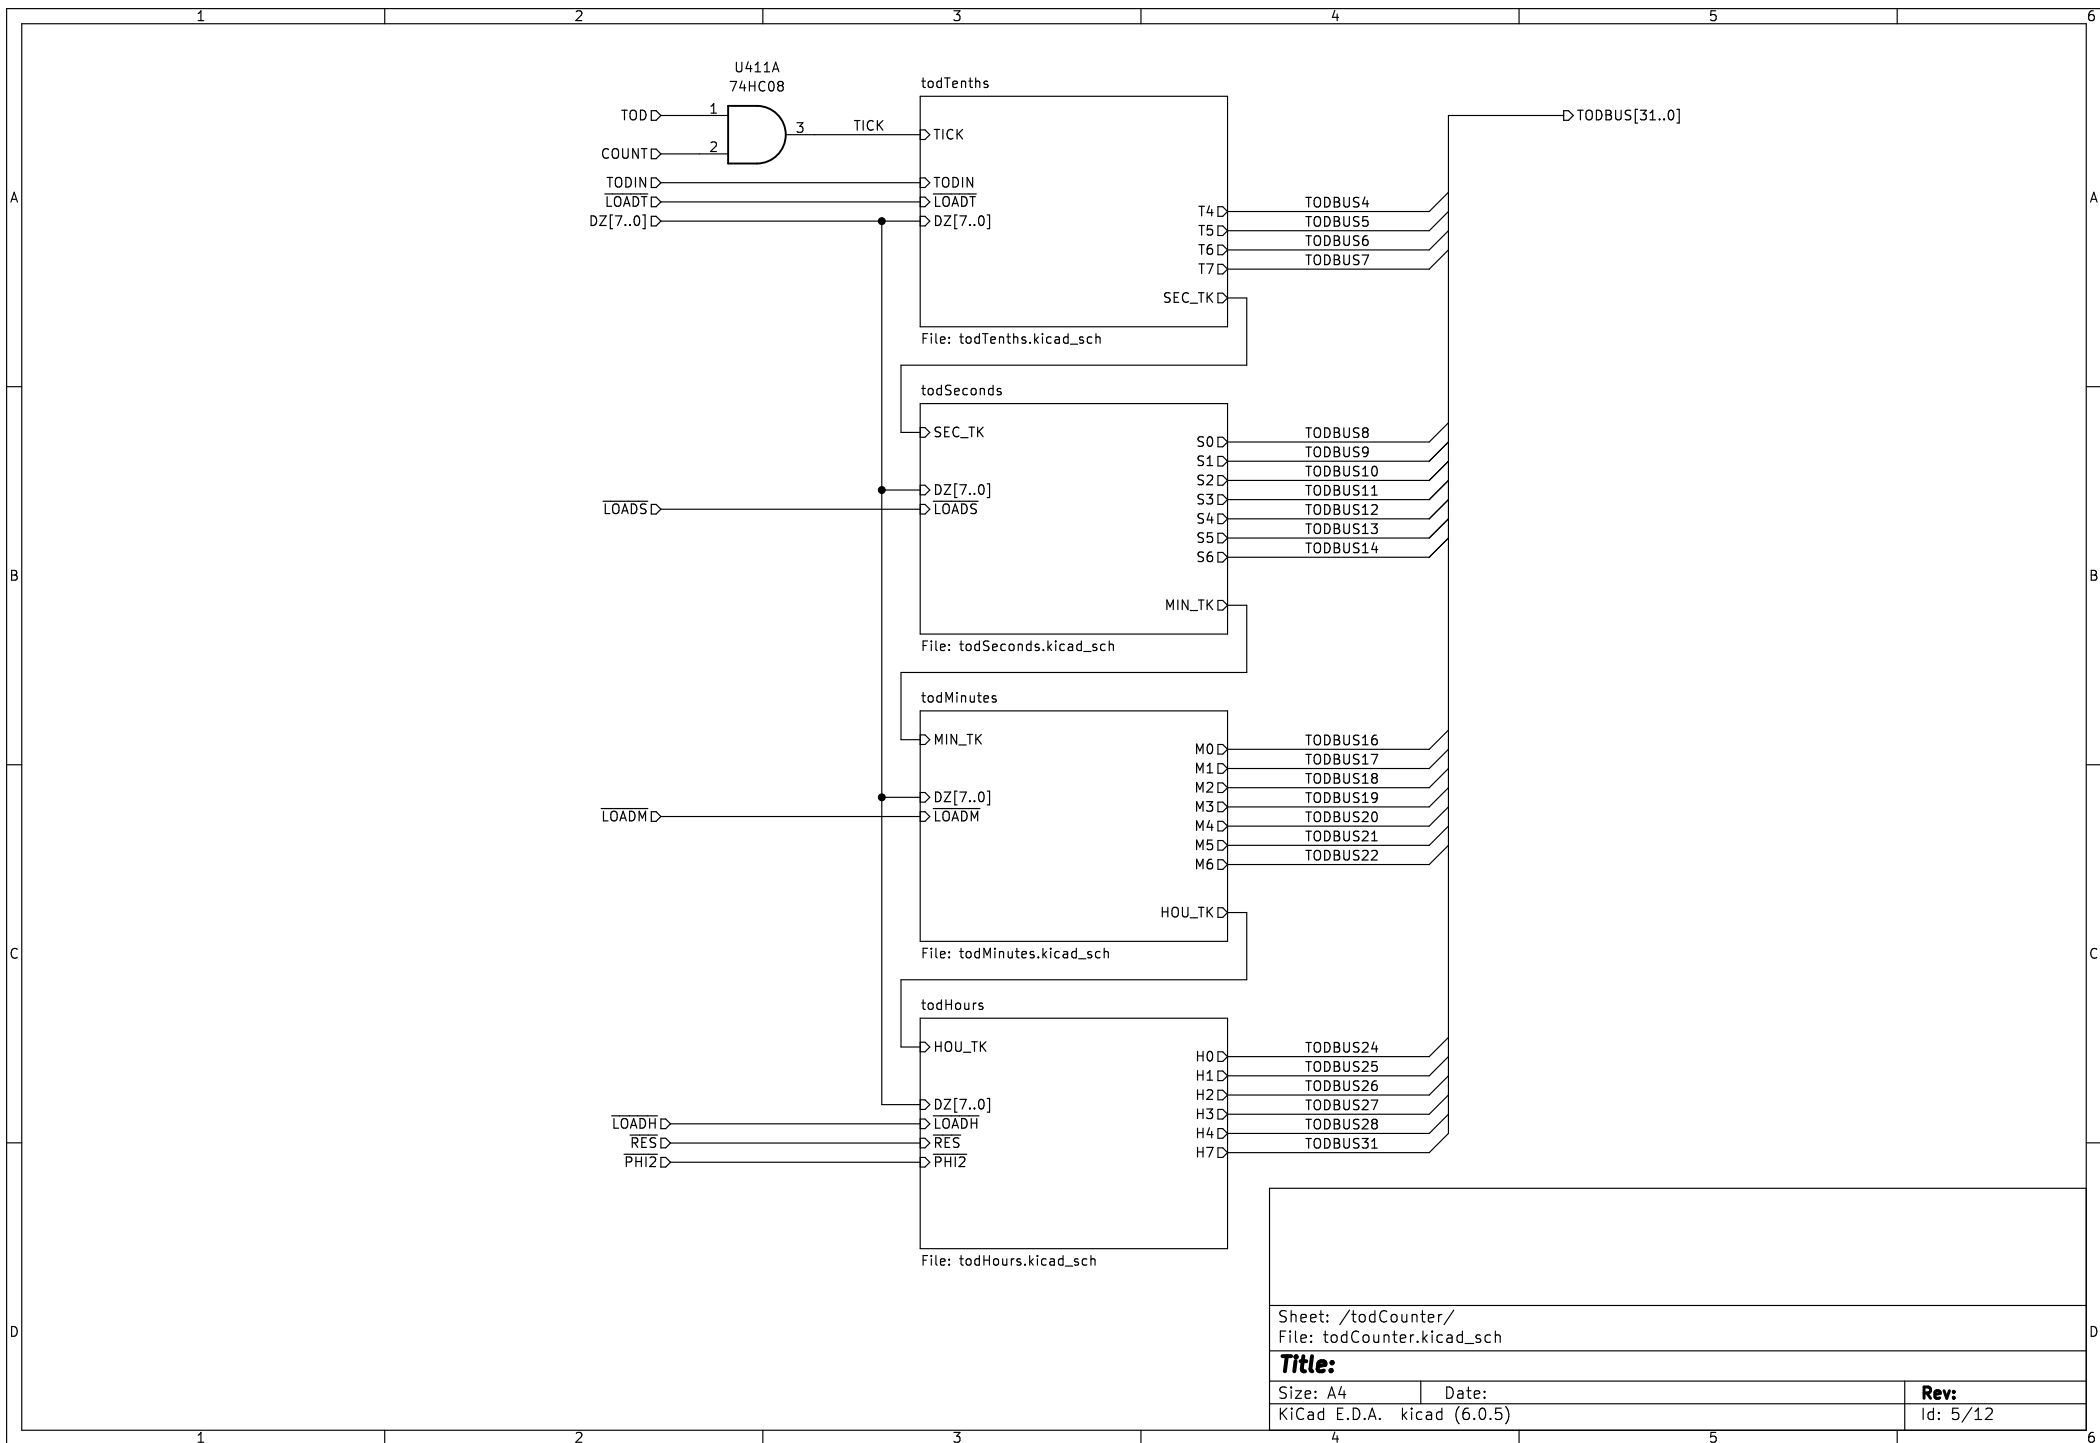 1 2 3 4 5 6
U411A
74HC08
todTenths
TOD 1
3 TICK TICK
COUNT 2
TODBUS[31..0]
TODIN TODIN
LOADT LOADT
DZ[7..0] DZ[7..0]
A A
T4 TODBUS4
T5 TODBUS5
T6 TODBUS6
T7 TODBUS7
SEC_TK
File: todTenths.kicad_sch
todSeconds
SEC_TK
S0 TODBUS8
S1 TODBUS9
S2 TODBUS10
DZ[7..0] S3 TODBUS11
LOADS LOADS
S4 TODBUS12
S5 TODBUS13
S6 TODBUS14
B B
MIN_TK
File: todSeconds.kicad_sch
todMinutes
MIN_TK
M0 TODBUS16
M1 TODBUS17
M2 TODBUS18
DZ[7..0] M3 TODBUS19
LOADM LOADM
M4 TODBUS20
M5 TODBUS21
M6 TODBUS22
HOU_TK
C C
File: todMinutes.kicad_sch
todHours
HOU_TK
H0 TODBUS24
H1 TODBUS25
H2 TODBUS26
DZ[7..0] H3 TODBUS27
LOADH LOADH
H4 TODBUS28
RES RES
H7 TODBUS31
PHI2 PHI2
File: todHours.kicad_sch
D D
Sheet: /todCounter/
File: todCounter.kicad_sch
Title:
Size: A4 Date: Rev:
KiCad E.D.A. kicad (6.0.5) Id: 5/12
1 2 3 4 5 6